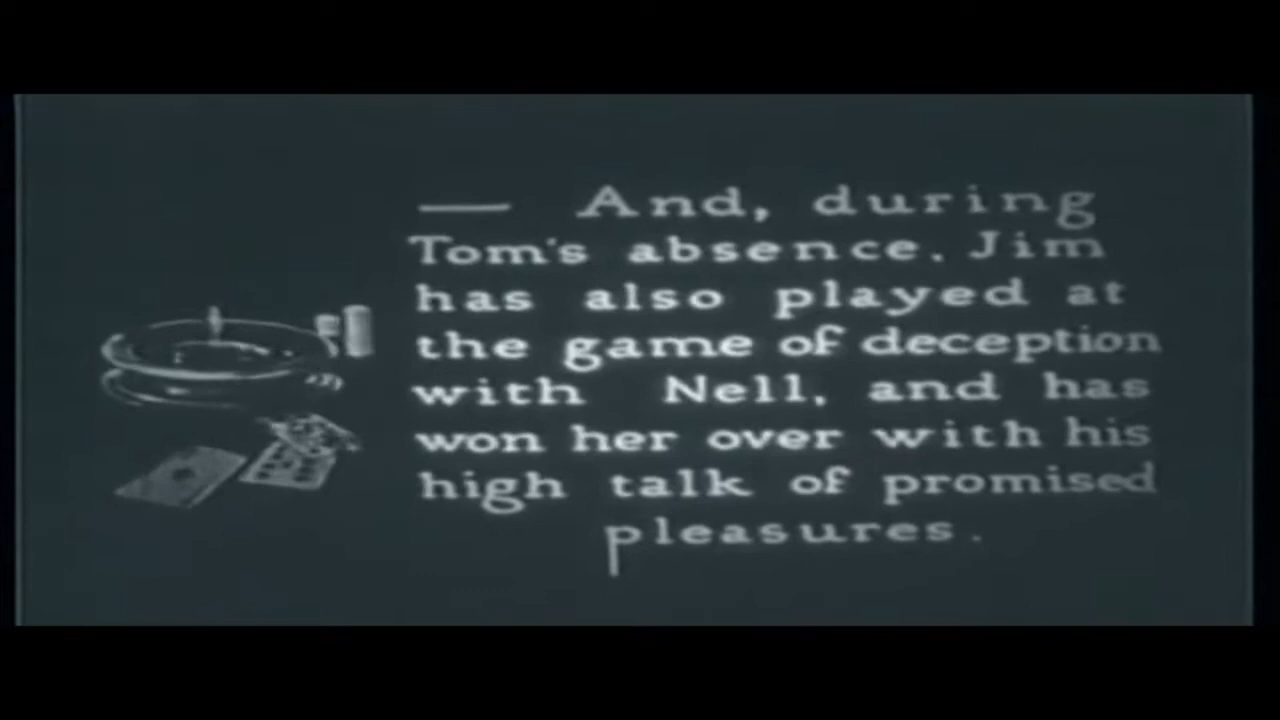 — And, during
Tom's absence, Jim
has also played at
the game of deception
with Nell, and has
won her over with his
high talk of promised
pleasures.